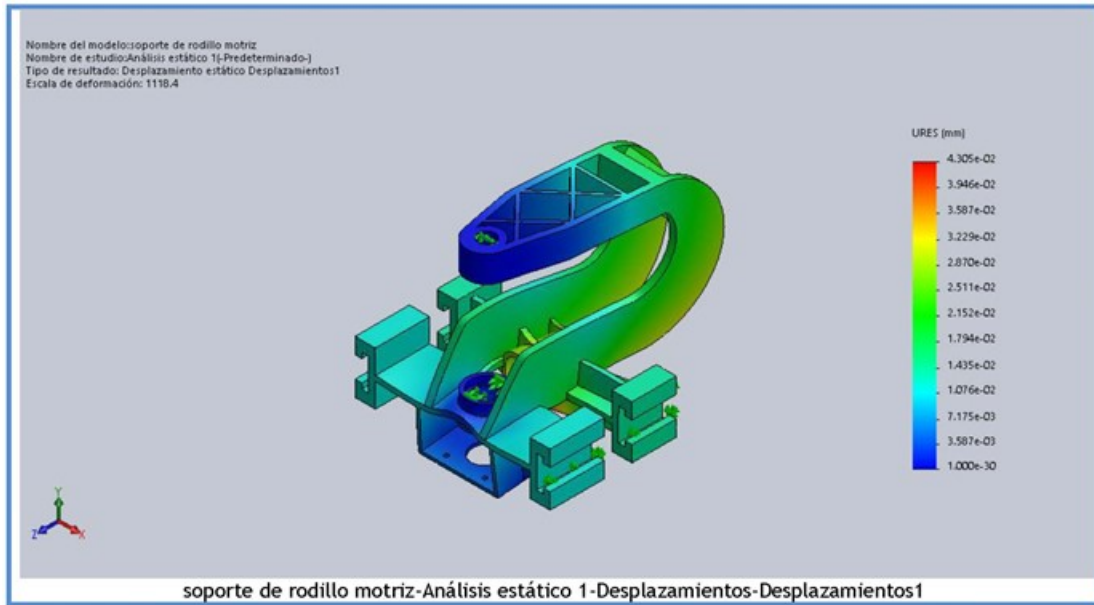 Nombre del modelo:soporte de rodillo motriz
Nombre de estudio:Análisis estático 1(-Predeterminado-)
Tipo de resultado: Desplazamiento estático Desplazamientos1
Escala de deformación: 1118.4
URES (mm)
4.305e-02
3.946e-02
3.587e-02
3.229e-02
2.870e-02
2.511e-02
2.152e-02
1.794e-02
1.435e-02
1.076e-02
7.175e-03
3.587e-03
1.000e-30
Y
Z
X
soporte de rodillo motriz-Análisis estático 1-Desplazamientos-Desplazamientos1